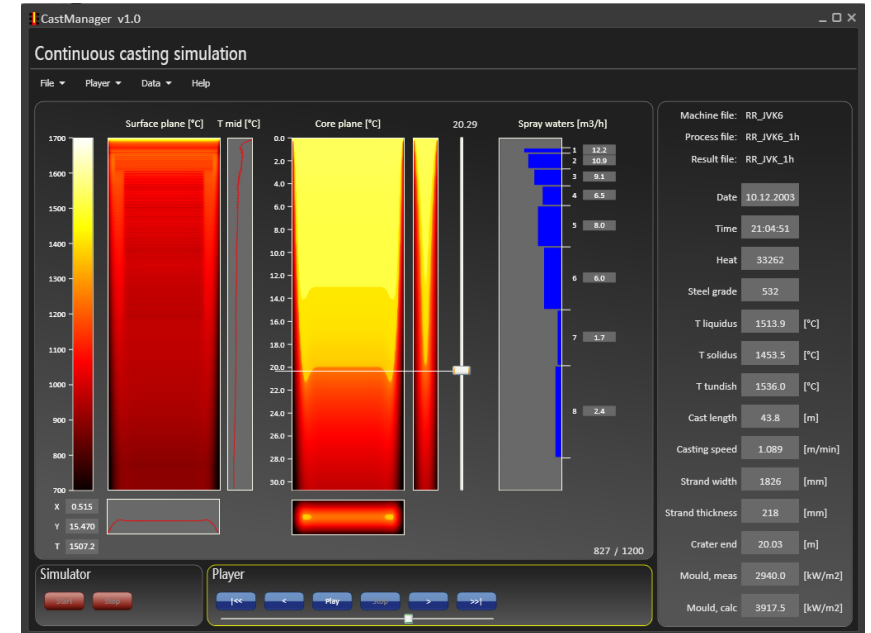 CastManager v1.0
Continuous casting simulation
File Player Data Help
Surface plane [°C] T mid [°C] Core plane [°C] 20.29 Spray waters [m3/h]
1700
1600
1500
1400
1300
1200
1100
1000
900
800
700
0.0
2.0
4.0
6.0
8.0
10.0
12.0
14.0
16.0
18.0
20.0
22.0
24.0
26.0
28.0
30.0
1 12.2
2 10.9
3 9.1
4 6.5
5 8.0
6 6.0
7 1.7
8 2.4
X 0.515
Y 15.470
T 1507.2
827 / 1200
Machine file: RR_JVK6
Process file: RR_JVK6_1h
Result file: RR_JVK_1h
Date 10.12.2003
Time 21:04:51
Heat 33262
Steel grade 532
T liquidus 1513.9 [°C]
T solidus 1453.5 [°C]
T tundish 1536.0 [°C]
Cast length 43.8 [m]
Casting speed 1.089 [m/min]
Strand width 1826 [mm]
Strand thickness 218 [mm]
Crater end 20.03 [m]
Mould, meas 2940.0 [kW/m2]
Mould, calc 3917.5 [kW/m2]
Simulator
Start Stop
Player
|<< < Play Stop > >>|